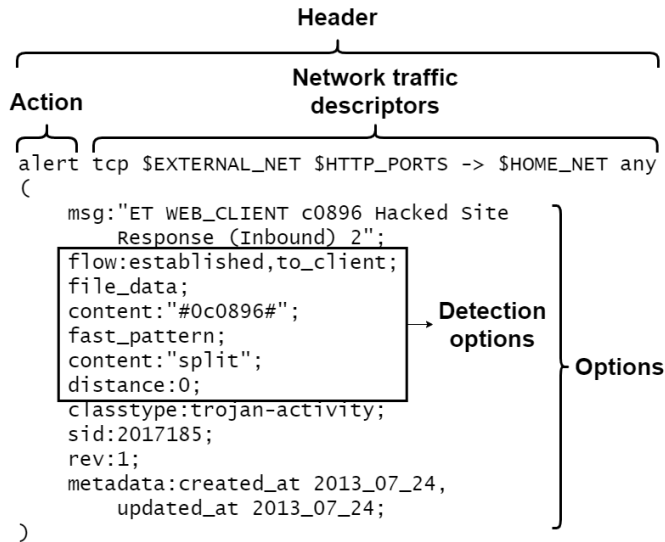 Header
Network traffic
descriptors
Action
alert tcp $EXTERNAL_NET $HTTP_PORTS -> $HOME_NET any
(
msg:"ET WEB_CLIENT c0896 Hacked Site
Response (Inbound) 2";
flow:established,to_client;
file_data;
content:"#0c0896#";
fast_pattern;
content:"split";
distance:0;
Detection
options
Options
classtype:trojan-activity;
sid:2017185;
rev:1;
metadata:created_at 2013_07_24,
updated_at 2013_07_24;
)